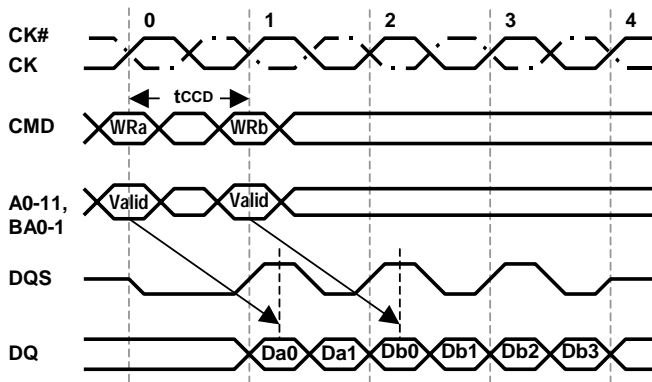 0 1 2 3 4
CK#
CK
tCCD
CMD WRa WRb
A0-11, Valid Valid
BA0-1
DQS
DQ Da0 Da1 Db0 Db1 Db2 Db3